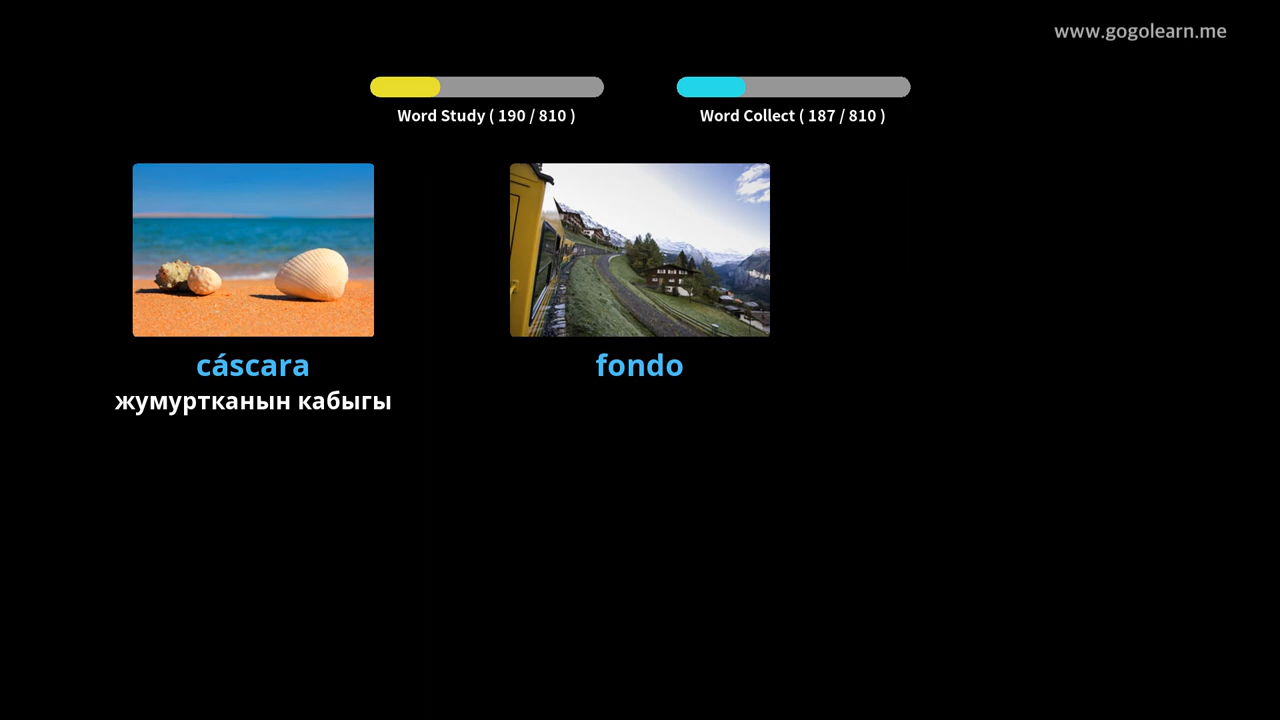 www.gogolearn.me
Word Study ( 190 / 810 )
Word Collect ( 187 / 810 )
cáscara
fondo
жумуртканын кабыгы